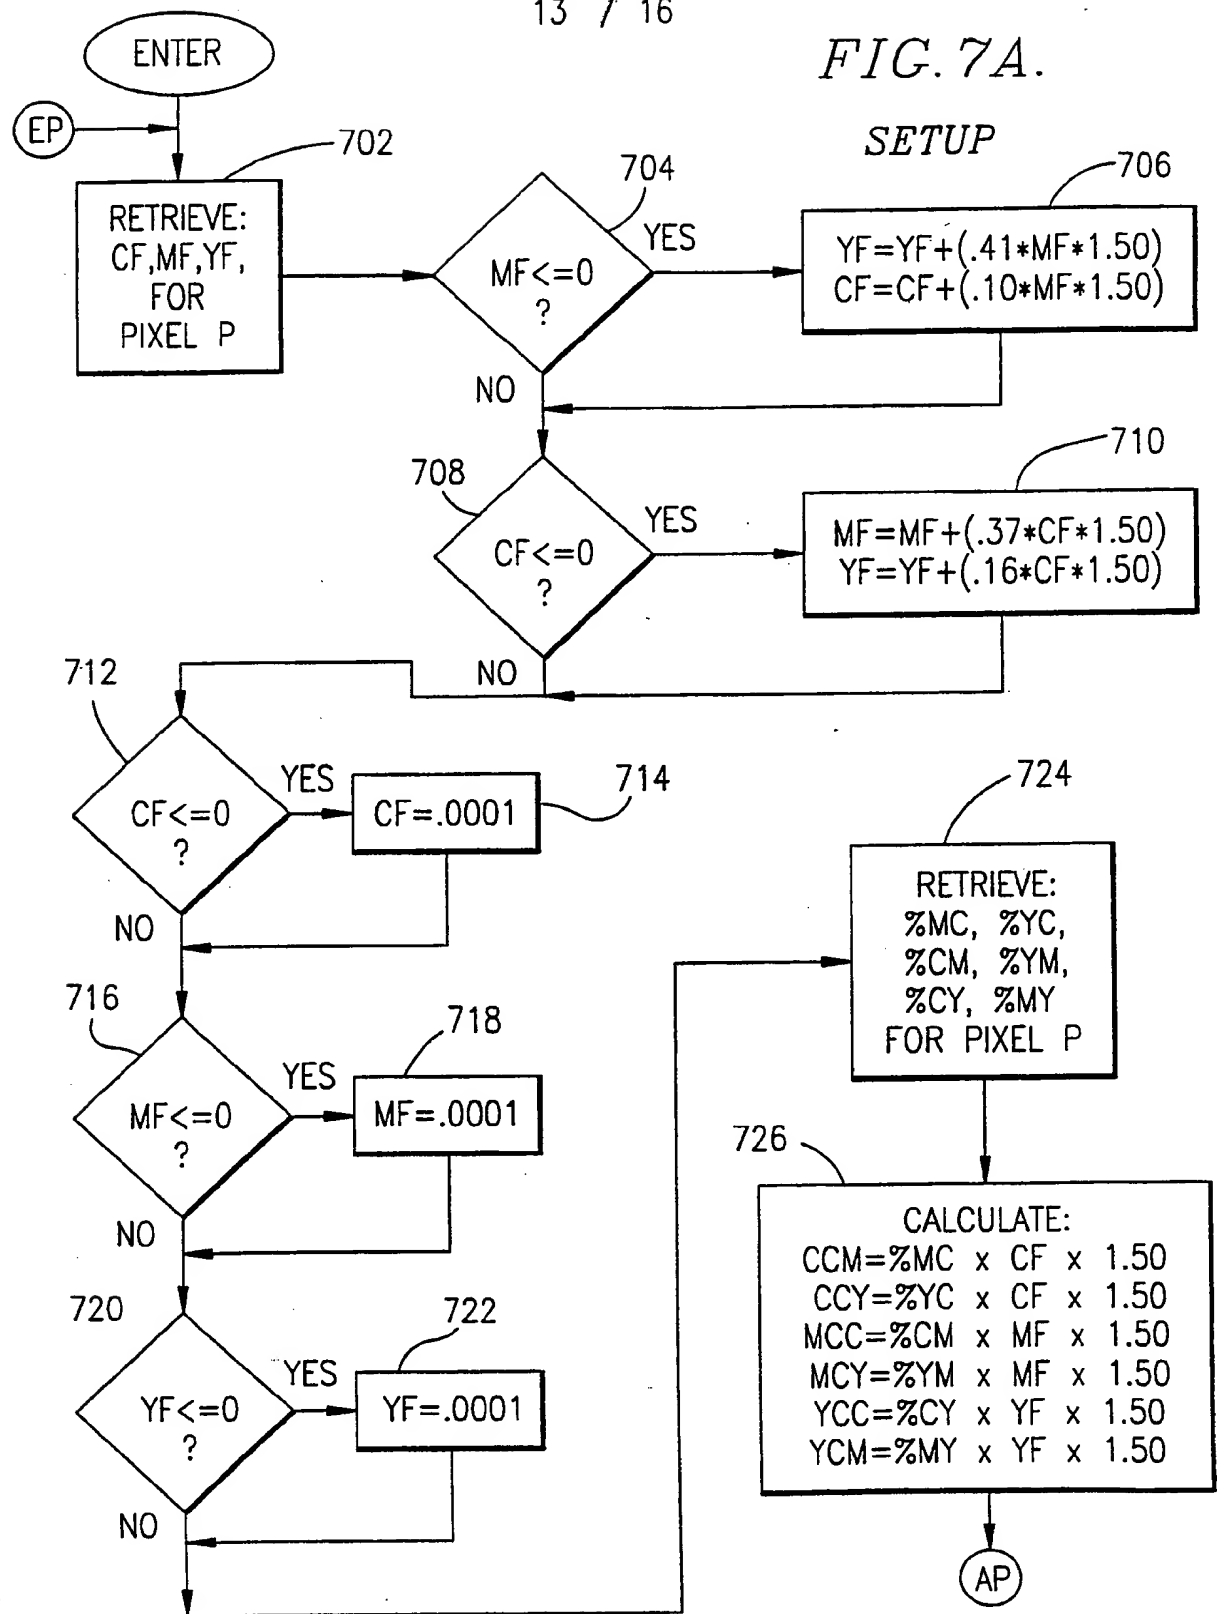 13 / 16
FIG. 7A.
SETUP
ENTER
EP
702
RETRIEVE:
CF,MF,YF,
FOR
PIXEL P
704
MF<=0
?
YES
NO
706
YF=YF+(.41*MF*1.50)
CF=CF+(.10*MF*1.50)
708
CF<=0
?
YES
NO
710
MF=MF+(.37*CF*1.50)
YF=YF+(.16*CF*1.50)
712
CF<=0
?
YES
NO
714
CF=.0001
716
MF<=0
?
YES
NO
718
MF=.0001
720
YF<=0
?
YES
NO
722
YF=.0001
724
RETRIEVE:
%MC, %YC,
%CM, %YM,
%CY, %MY
FOR PIXEL P
726
CALCULATE:
CCM=%MC x CF x 1.50
CCY=%YC x CF x 1.50
MCC=%CM x MF x 1.50
MCY=%YM x MF x 1.50
YCC=%CY x YF x 1.50
YCM=%MY x YF x 1.50
AP